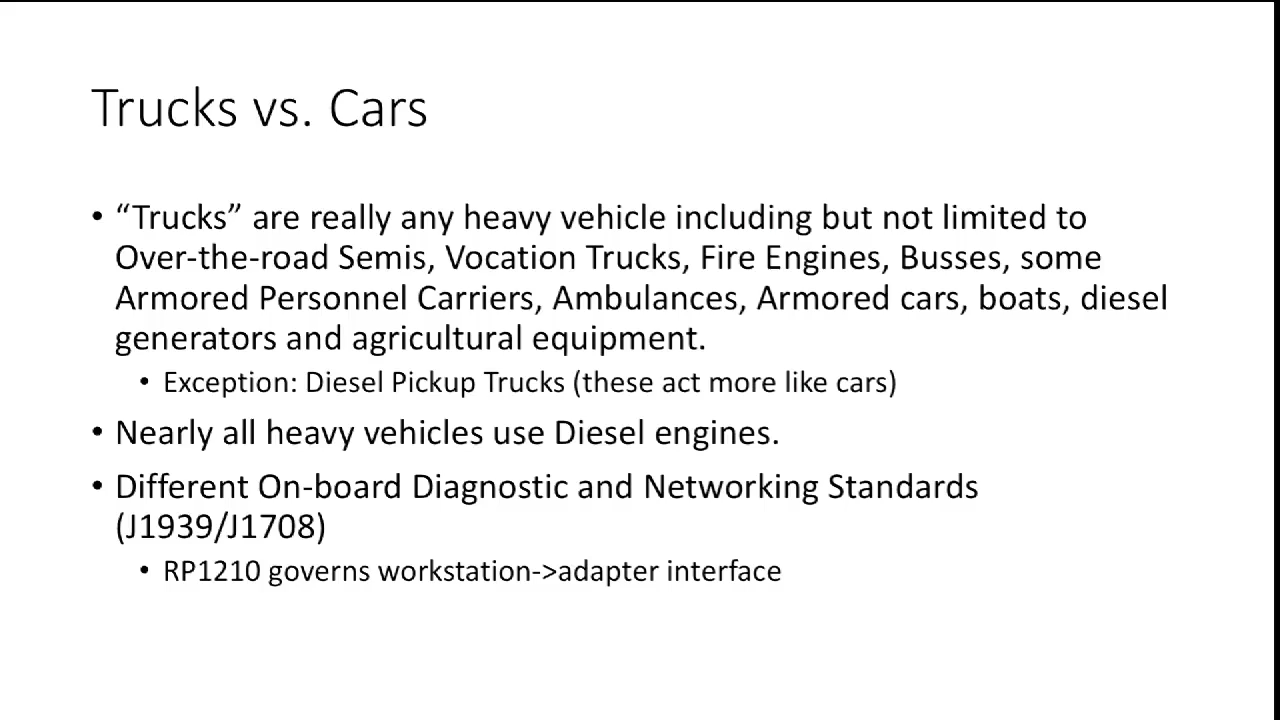 Trucks vs. Cars
• “Trucks” are really any heavy vehicle including but not limited to
Over-the-road Semis, Vocation Trucks, Fire Engines, Busses, some
Armored Personnel Carriers, Ambulances, Armored cars, boats, diesel
generators and agricultural equipment.
• Exception: Diesel Pickup Trucks (these act more like cars)
• Nearly all heavy vehicles use Diesel engines.
• Different On-board Diagnostic and Networking Standards
(J1939/J1708)
• RP1210 governs workstation->adapter interface